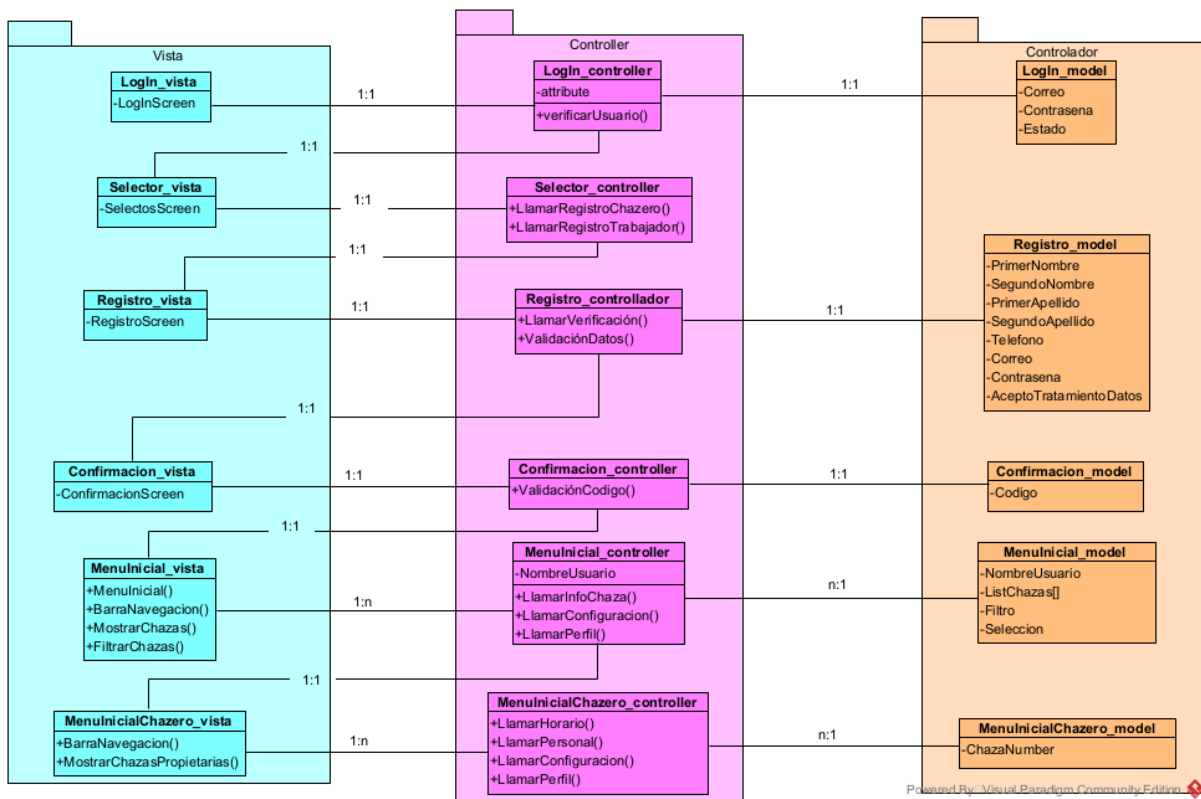 Vista
Controller
Controlador
LogIn_vista
-LogInScreen
1:1
LogIn_controller
-attribute
+verificarUsuario()
1:1
LogIn_model
-Correo
-Contrasena
-Estado
1:1
Selector_vista
-SelectosScreen
1:1
Selector_controller
+LlamarRegistroChazero()
+LlamarRegistroTrabajador()
1:1
Registro_vista
-RegistroScreen
1:1
Registro_controllador
+LlamarVerificación()
+ValidaciónDatos()
1:1
Registro_model
-PrimerNombre
-SegundoNombre
-PrimerApellido
-SegundoApellido
-Telefono
-Correo
-Contrasena
-AceptoTratamientoDatos
1:1
Confirmacion_vista
-ConfirmacionScreen
1:1
Confirmacion_controller
+ValidaciónCodigo()
1:1
Confirmacion_model
-Codigo
1:1
MenuInicial_vista
+MenuInicial()
+BarraNavegacion()
+MostrarChazas()
+FiltrarChazas()
1:n
MenuInicial_controller
-NombreUsuario
+LlamarInfoChaza()
+LlamarConfiguracion()
+LlamarPerfil()
n:1
MenuInicial_model
-NombreUsuario
-ListChazas[]
-Filtro
-Seleccion
1:1
MenuInicialChazero_vista
+BarraNavegacion()
+MostrarChazasPropietarias()
1:n
MenuInicialChazero_controller
+LlamarHorario()
+LlamarPersonal()
+LlamarConfiguracion()
+LlamarPerfil()
n:1
MenuInicialChazero_model
-ChazaNumber
Powered By Visual Paradigm Community Edition